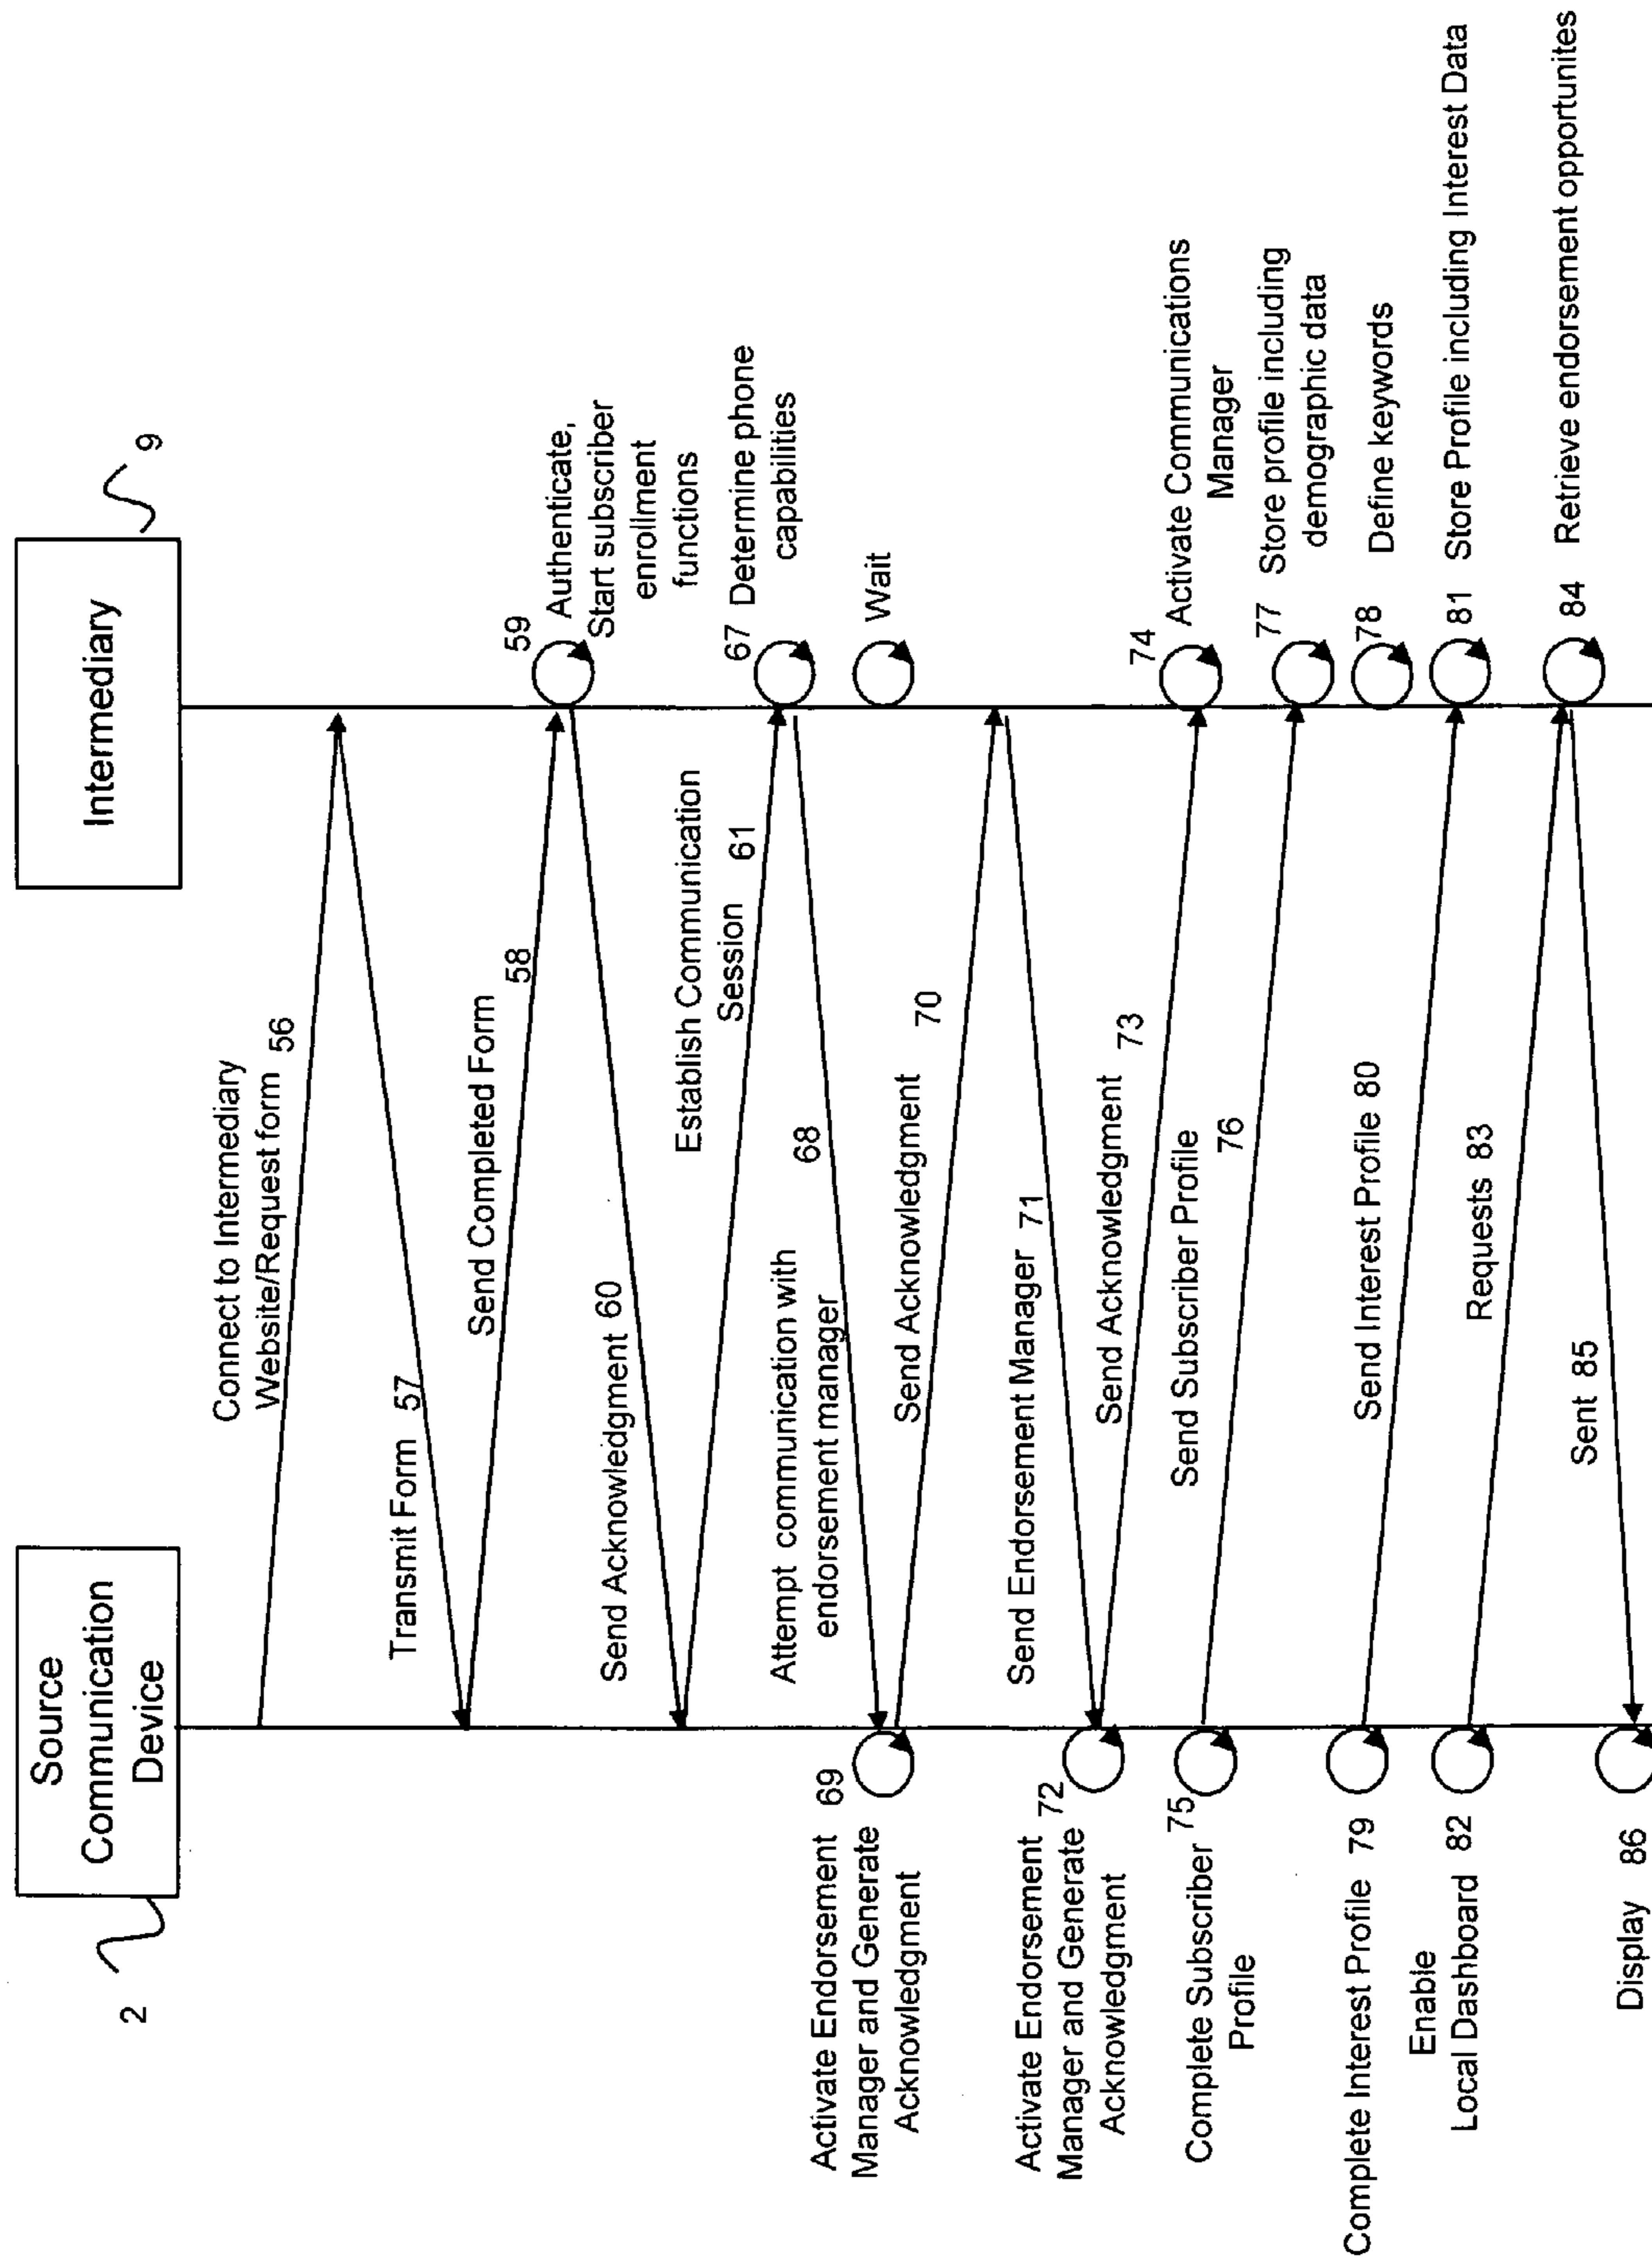 Source
Communication
Device
2
Intermediary
9
Connect to Intermediary
Website/Request form 56
Transmit Form 57
Send Completed Form
58
59
Authenticate,
Start subscriber
enrollment
functions
Send Acknowledgment 60
Establish Communication
Session 61
67
Determine phone
capabilities
Attempt communication with
endorsement manager
68
Wait
Activate Endorsement 69
Manager and Generate
Acknowledgment
Send Acknowledgment 70
Send Endorsement Manager 71
Activate Endorsement 72
Manager and Generate
Acknowledgment
Send Acknowledgment 73
74
Activate Communications
Manager
Complete Subscriber 75
Profile
Send Subscriber Profile
76
77
Store profile including
demographic data
78
Define keywords
Complete Interest Profile 79
Send Interest Profile 80
81 Store Profile including Interest Data
Enable
Local Dashboard 82
Requests 83
84 Retrieve endorsement opportunites
Sent 85
Display 86